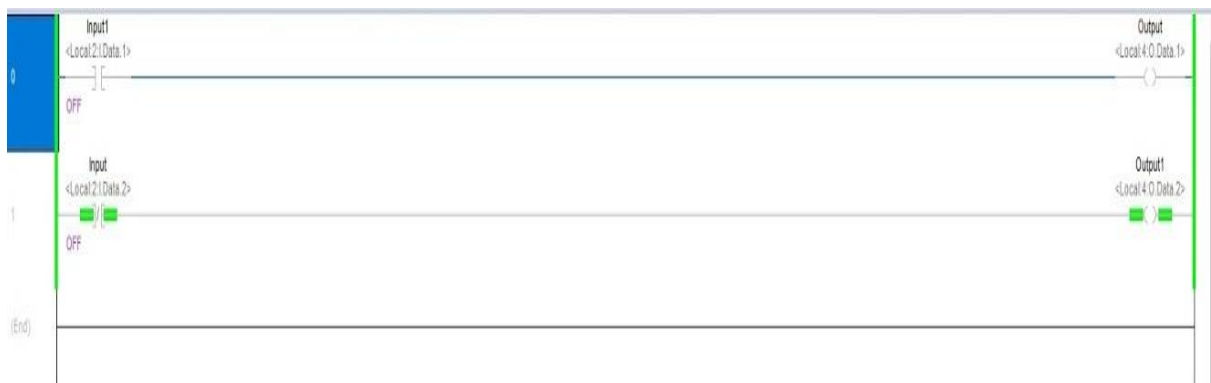 Input1 Output
<Local:2:I.Data.1> <Local:4:O.Data.1>
0
OFF
Input Output1
<Local:2:I.Data.2> <Local:4:O.Data.2>
1
OFF
(End)